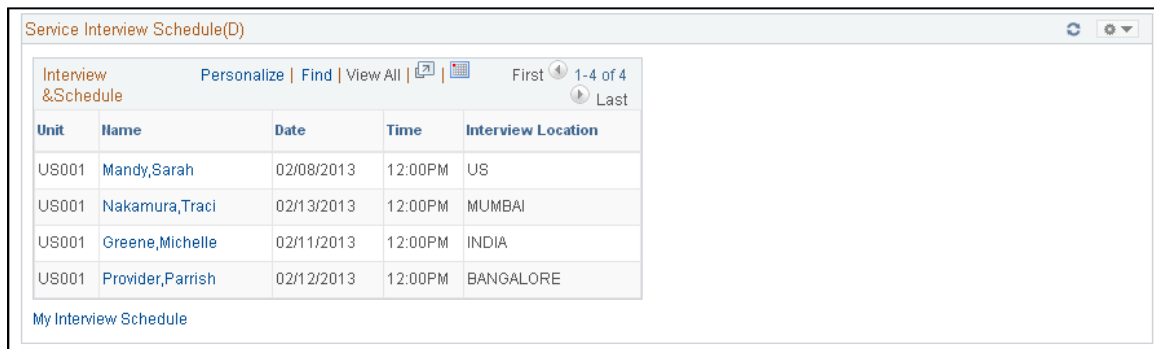 Service Interview Schedule(D)
Interview Personalize | Find | View All | | First 1-4 of 4
&Schedule Last
Unit Name Date Time Interview Location
US001 Mandy,Sarah 02/08/2013 12:00PM US
US001 Nakamura,Traci 02/13/2013 12:00PM MUMBAI
US001 Greene,Michelle 02/11/2013 12:00PM INDIA
US001 Provider,Parrish 02/12/2013 12:00PM BANGALORE
My Interview Schedule